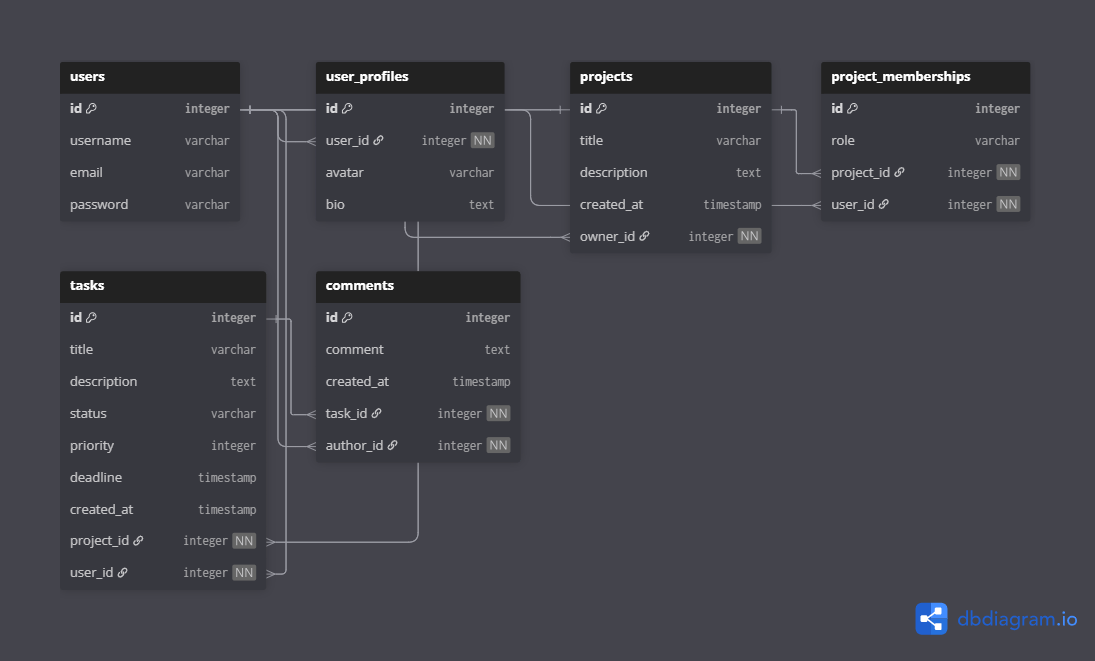 users
id integer
username varchar
email varchar
password varchar
user_profiles
id integer
user_id integer NN
avatar varchar
bio text
projects
id integer
title varchar
description text
created_at timestamp
owner_id integer NN
project_memberships
id integer
role varchar
project_id integer NN
user_id integer NN
tasks
id integer
title varchar
description text
status varchar
priority integer
deadline timestamp
created_at timestamp
project_id integer NN
user_id integer NN
comments
id integer
comment text
created_at timestamp
task_id integer NN
author_id integer NN
dbdiagram.io